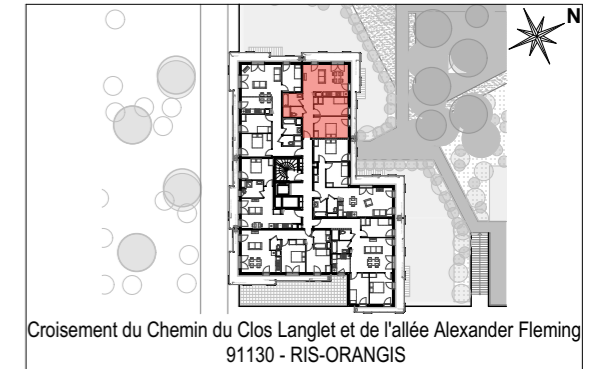 N
Croisement du Chemin du Clos Langlet et de l'allée Alexander Fleming
91130 - RIS-ORANGIS